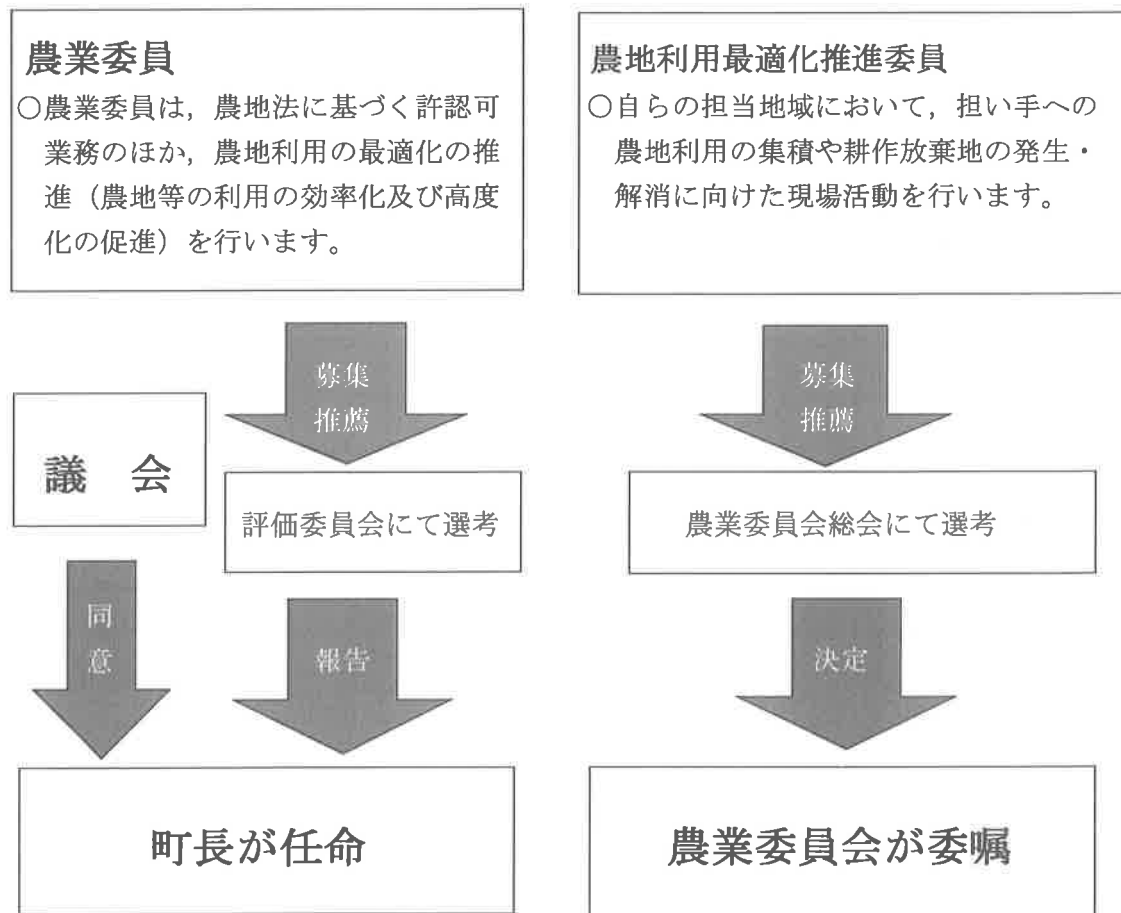 農業委員
○農業委員は，農地法に基づく許認可
業務のほか，農地利用の最適化の推
進（農地等の利用の効率化及び高度
化の促進）を行います。
農地利用最適化推進委員
○自らの担当地域において，担い手への
農地利用の集積や耕作放棄地の発生・
解消に向けた現場活動を行います。
募集
推薦
募集
推薦
議　会
評価委員会にて選考
農業委員会総会にて選考
同
意
報告
決定
町長が任命
農業委員会が委嘱